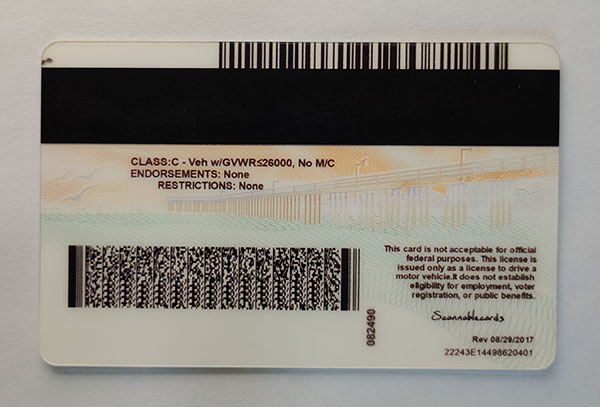 CLASS:C - Veh w/GVWR≤26000, No M/C
ENDORSEMENTS: None
RESTRICTIONS: None
This card is not acceptable for official
federal purposes. This license is
issued only as a license to drive a
motor vehicle.It does not establish
eligibility for employment, voter
registration, or public benefits.
Scannablecards
082490
Rev 08/29/2017
22243E14498620401